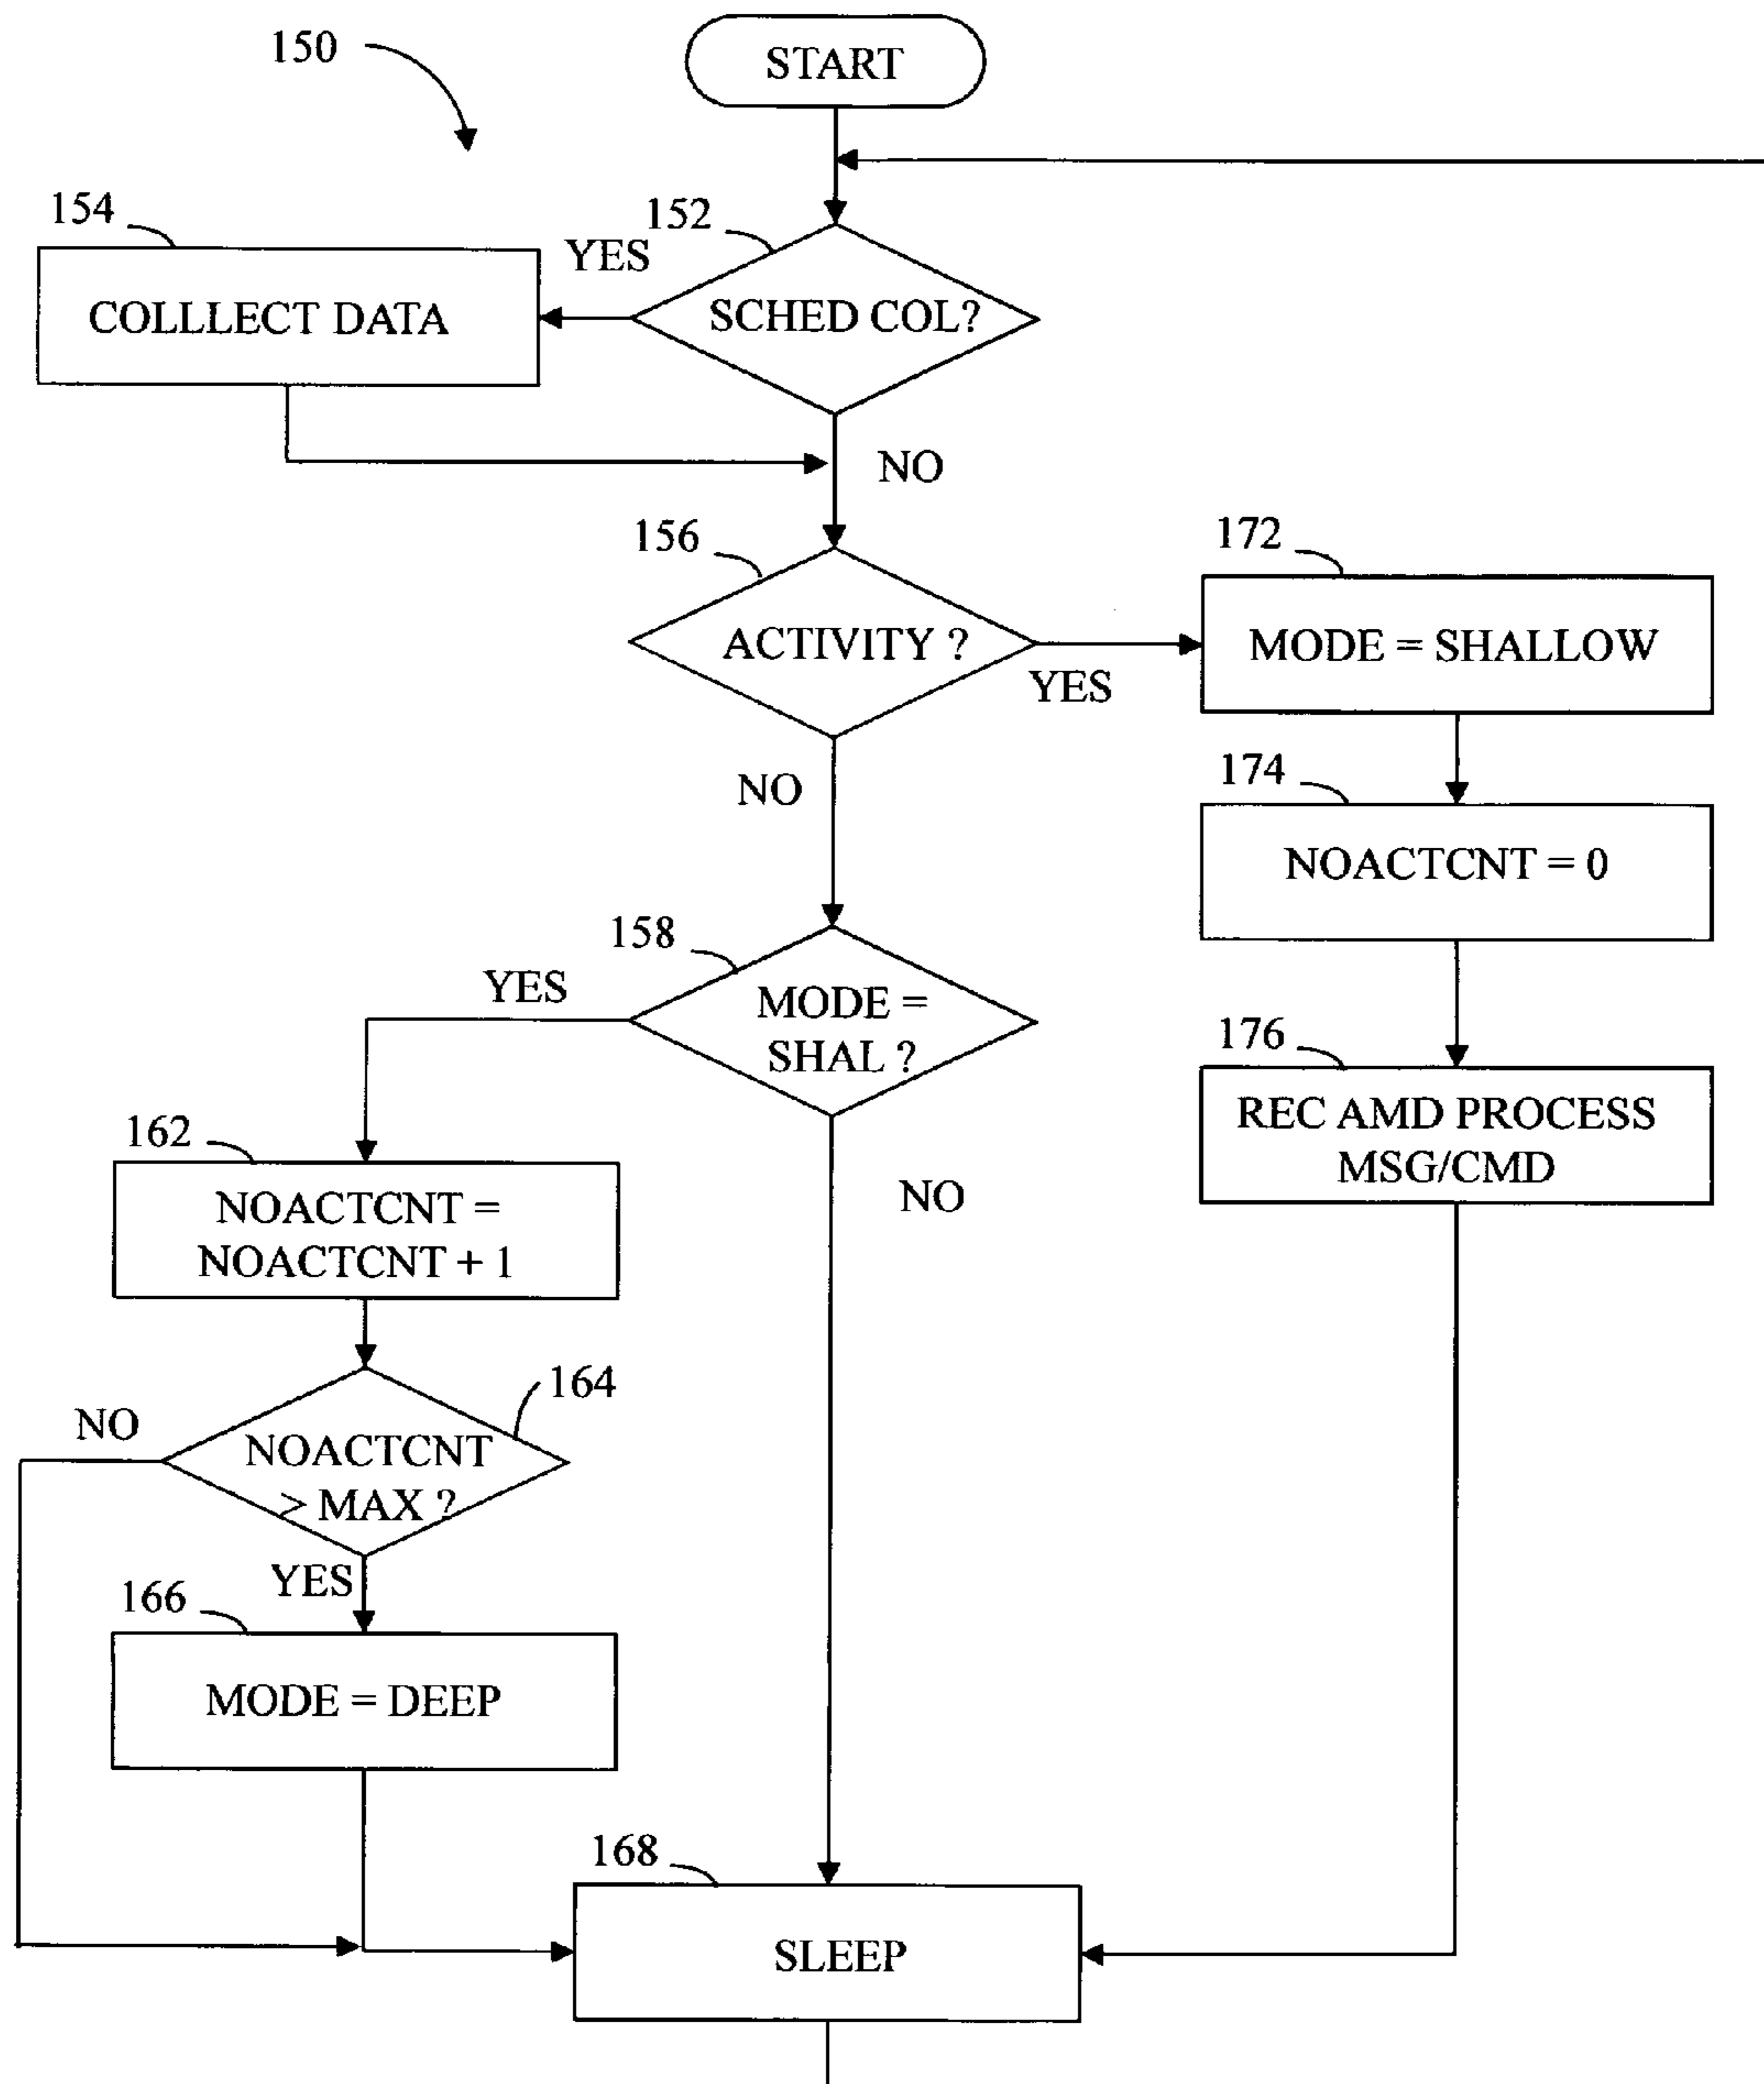 150
START
154
152
YES
COLLLECT DATA
SCHED COL?
NO
156
172
ACTIVITY ?
YES
MODE = SHALLOW
NO
174
NOACTCNT = 0
158
YES
MODE =
SHAL ?
176
REC AMD PROCESS
MSG/CMD
162
NOACTCNT =
NOACTCNT + 1
NO
164
NO
NOACTCNT
> MAX ?
YES
166
MODE = DEEP
168
SLEEP